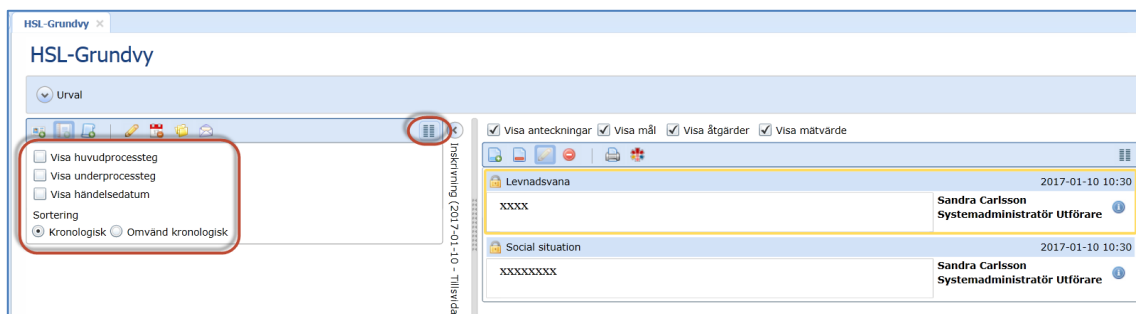 HSL-Grundvy
HSL-Grundvy
Urval
Visa huvudprocessteg
Visa underprocessteg
Visa händelsedatum
Sortering
Kronologisk Omvänd kronologisk
Inskrivning (2017-01-10 - Tillsvida
Visa anteckningar Visa mål Visa åtgärder Visa mätvärde
Levnadsvana 2017-01-10 10:30
xxxx
Sandra Carlsson
Systemadministratör Utförare
Social situation 2017-01-10 10:30
xxxxxxxx
Sandra Carlsson
Systemadministratör Utförare